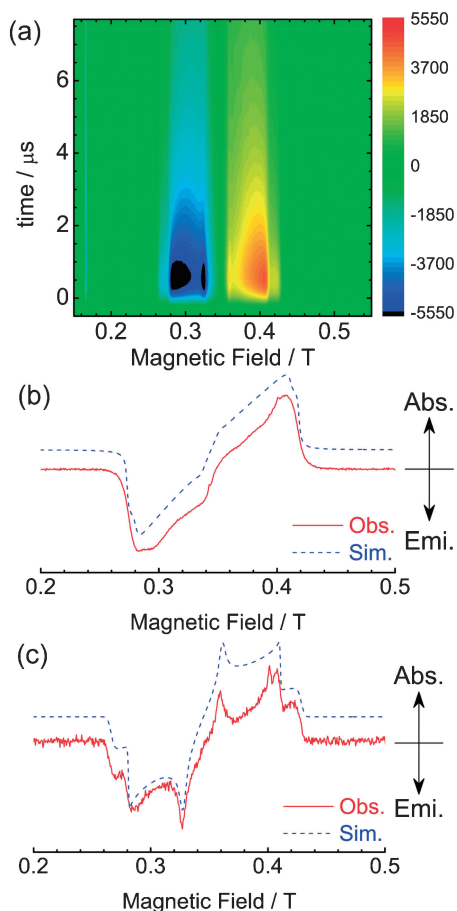 (a)
time / μs
6
4
2
0
0.2 0.3 0.4 0.5
Magnetic Field / T
5550
3700
1850
0
-1850
-3700
-5550
(b)
Abs.
Emi.
Obs.
Sim.
0.2 0.3 0.4 0.5
Magnetic Field / T
(c)
Abs.
Emi.
Obs.
Sim.
0.2 0.3 0.4 0.5
Magnetic Field / T